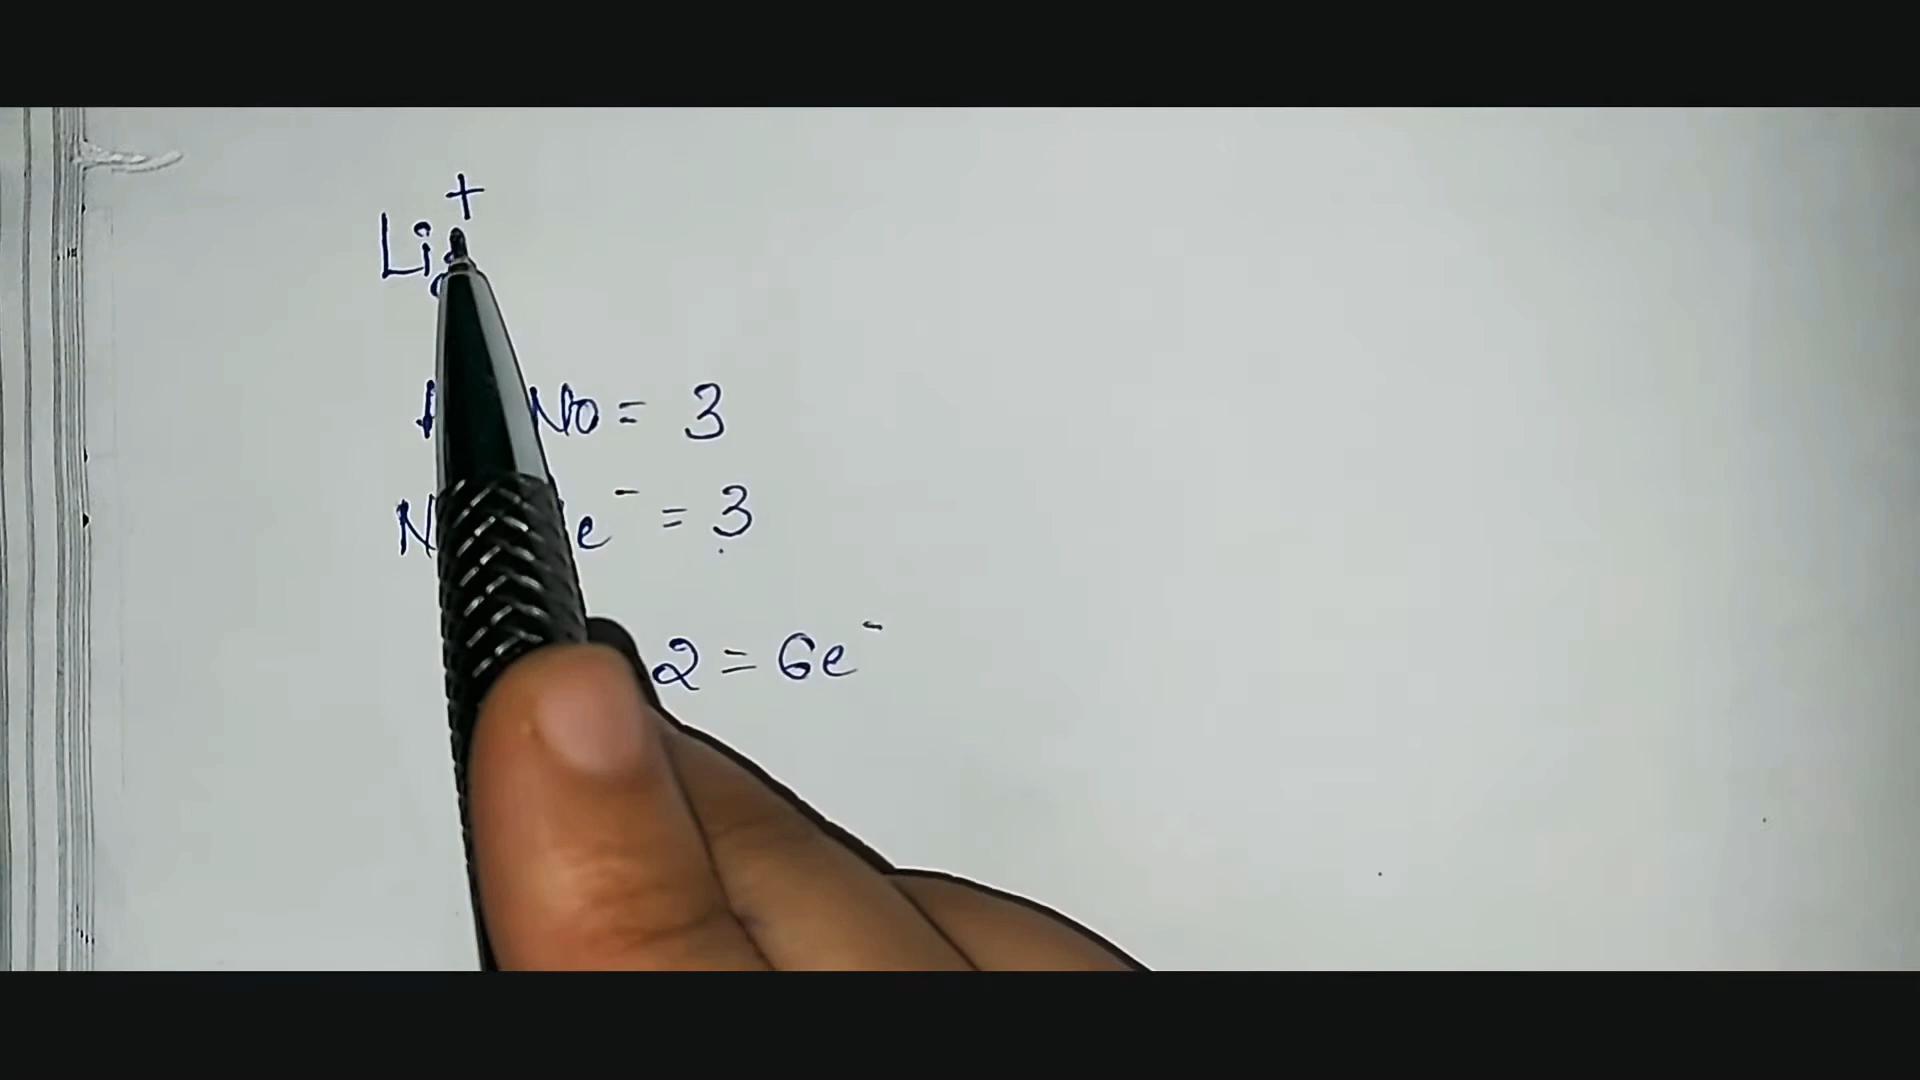 Li +
No = 3
e⁻ = 3
2 = 6e⁻